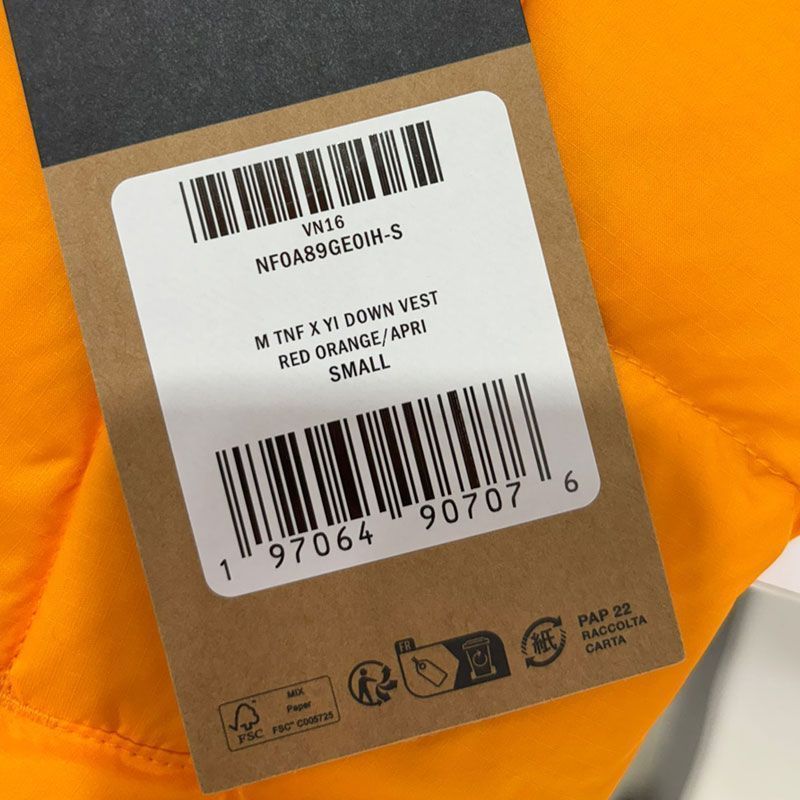 VN16
NF0A89GE0IH-S
M TNF X YI DOWN VEST
RED ORANGE/APRI
SMALL
1 97064 90707 6
FSC
MIX
Paper
FSC™ C005725
FR
紙
PAP 22
RACCOLTA
CARTA